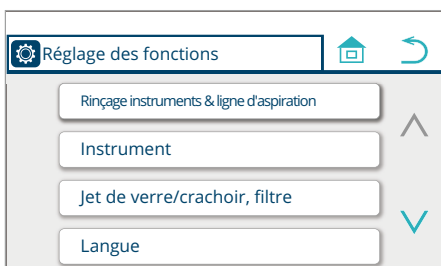 Réglage des fonctions
Rinçage instruments & ligne d'aspiration
Instrument
Jet de verre/crachoir, filtre
Langue